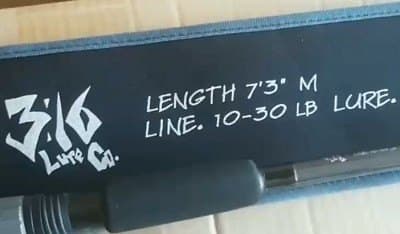 3:16
Lure Co.
LENGTH 7'3" M
LINE. 10-30 LB LURE.